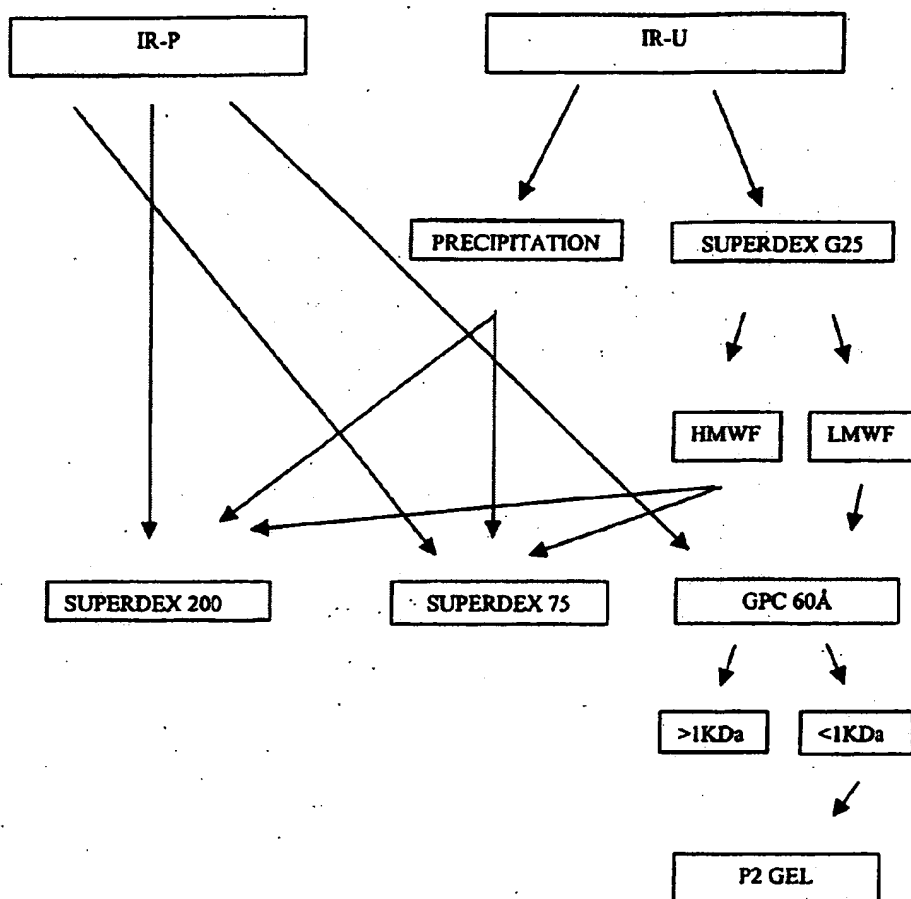 IR-P
IR-U
PRECIPITATION
SUPERDEX G25
HMWF
LMWF
SUPERDEX 200
SUPERDEX 75
GPC 60Å
>1KDa
<1KDa
P2 GEL